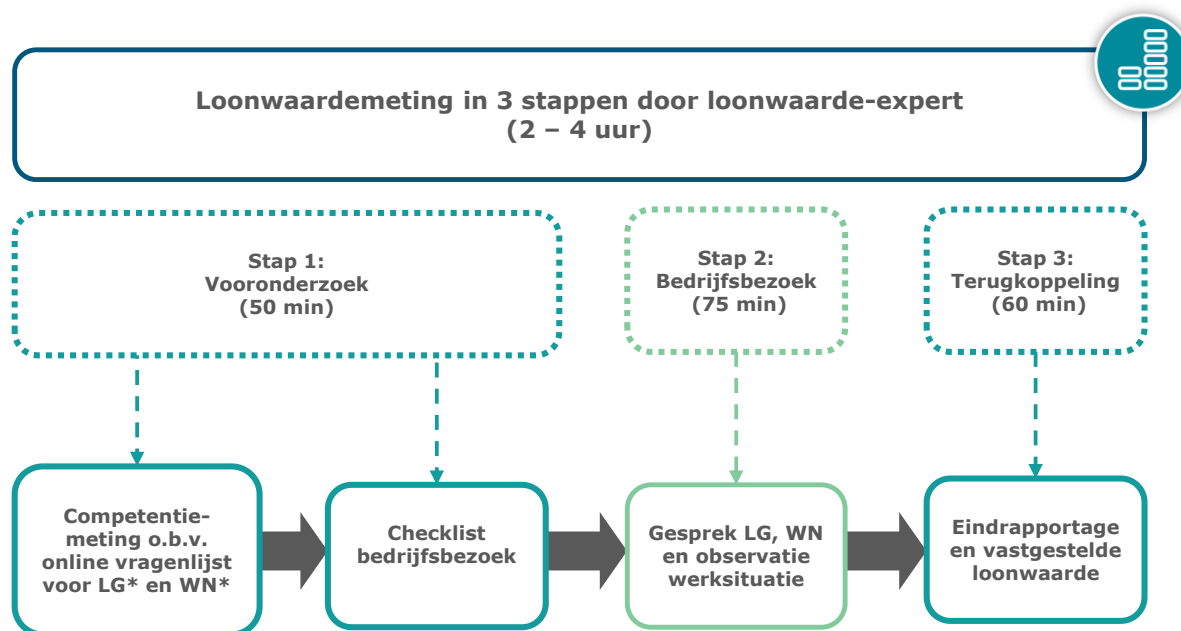 Loonwaardemeting in 3 stappen door loonwaarde-expert
(2 – 4 uur)
Stap 1:
Vooronderzoek
(50 min)
Stap 2:
Bedrijfsbezoek
(75 min)
Stap 3:
Terugkoppeling
(60 min)
Competentie-
meting o.b.v.
online vragenlijst
voor LG* en WN*
Checklist
bedrijfsbezoek
Gesprek LG, WN
en observatie
werksituatie
Eindrapportage
en vastgestelde
loonwaarde